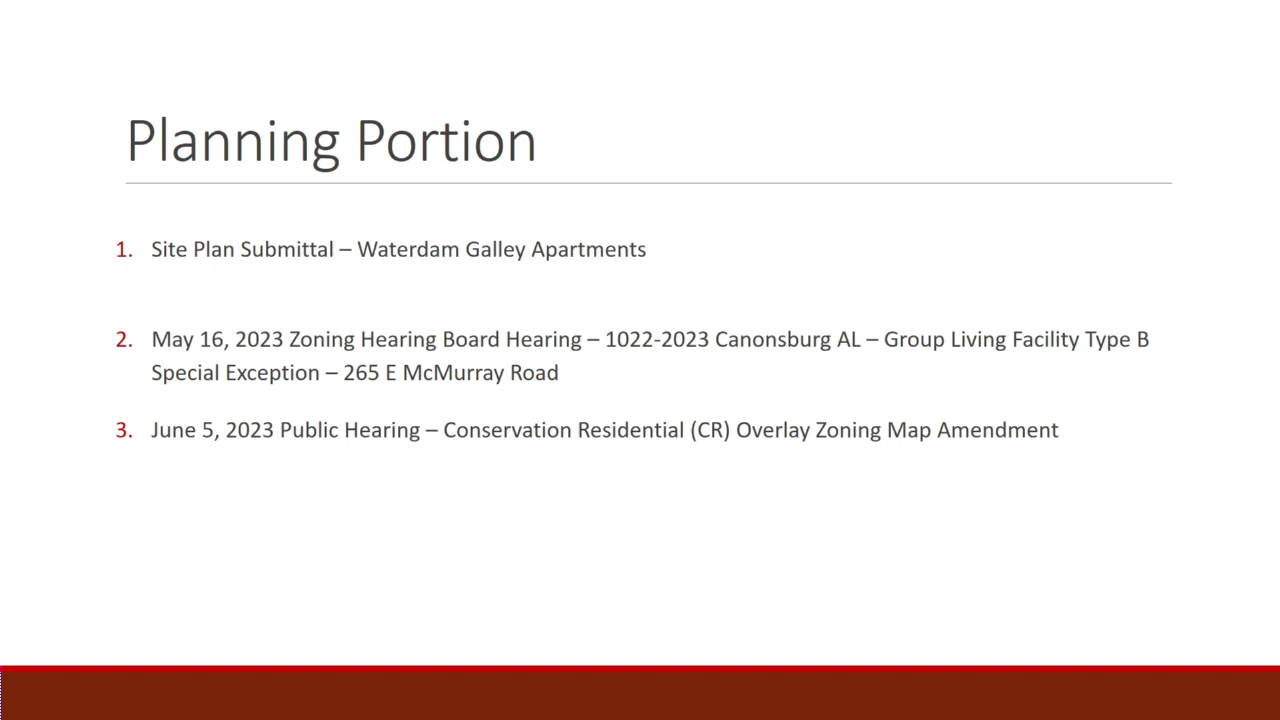 Planning Portion
1. Site Plan Submittal – Waterdam Galley Apartments
2. May 16, 2023 Zoning Hearing Board Hearing – 1022-2023 Canonsburg AL – Group Living Facility Type B
Special Exception – 265 E McMurray Road
3. June 5, 2023 Public Hearing – Conservation Residential (CR) Overlay Zoning Map Amendment